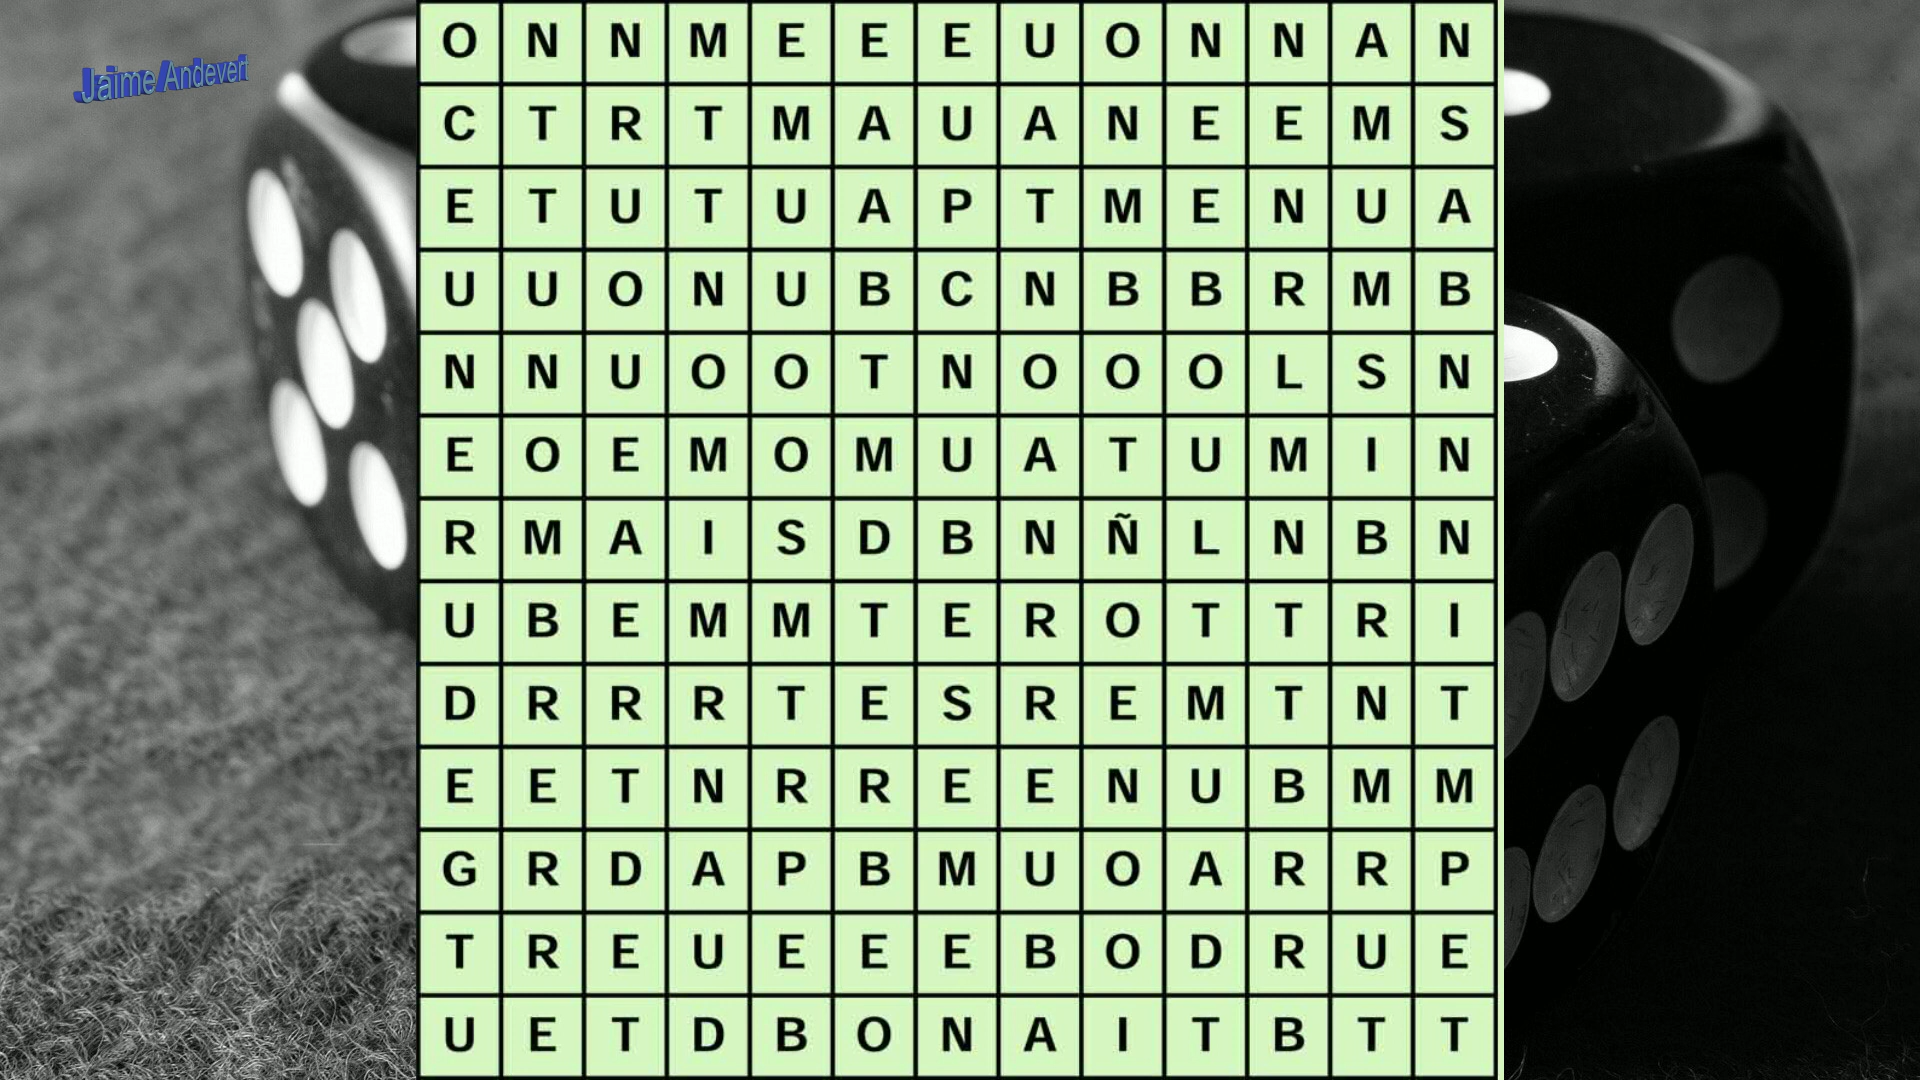 Jaime Andevert
O N N M E E E U O N N A N
C T R T M A U A N E E M S
E T U T U A P T M E N U A
U U O N U B C N B B R M B
N N U O O T N O O O L S N
E O E M O M U A T U M I N
R M A I S D B N Ñ L N B N
U B E M M T E R O T T R I
D R R R T E S R E M T N T
E E T N R R E E N U B M M
G R D A P B M U O A R R P
T R E U E E E B O D R U E
U E T D B O N A I T B T T